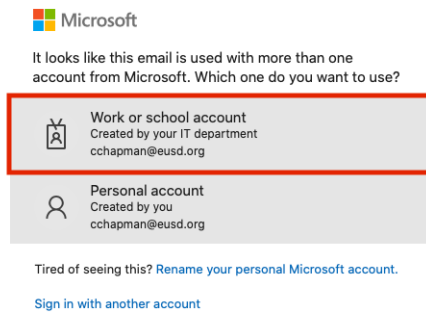 Microsoft
It looks like this email is used with more than one
account from Microsoft. Which one do you want to use?
Work or school account
Created by your IT department
cchapman@eusd.org
Personal account
Created by you
cchapman@eusd.org
Tired of seeing this? Rename your personal Microsoft account.
Sign in with another account